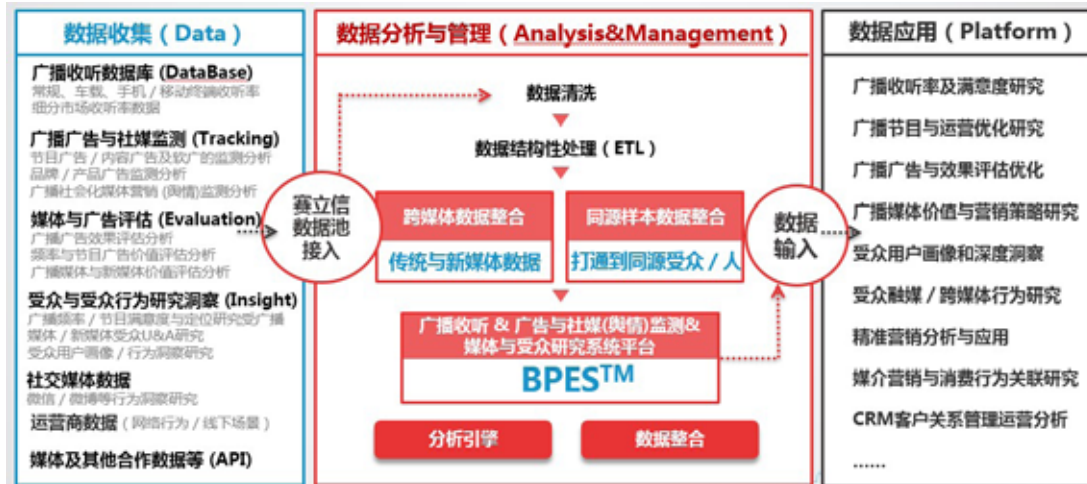 数据收集（Data）
广播收听数据库 (DataBase)
常规、车载、手机 / 移动终端收听率
细分市场收听率数据
广播广告与社媒监测 (Tracking)
节目广告 / 内容广告及软广的监测分析
品牌 / 产品广告监测分析
广播社会化媒体营销 (舆情)监测分析
媒体与广告评估 (Evaluation)
广播广告效果评估分析
频率与节目广告价值评估分析
广播媒体与新媒体价值评估分析
受众与受众行为研究洞察 (Insight)
广播频率 / 节目满意度与定位研究受广播
媒体 / 新媒体受众U&A研究
受众用户画像 / 行为洞察研究
社交媒体数据
微信 / 微博等行为洞察研究
运营商数据（网络行为 / 线下场景）
媒体及其他合作数据等 (API)
赛立信
数据池
接入
数据分析与管理（Analysis&Management）
数据清洗
数据结构性处理（ETL）
跨媒体数据整合
传统与新媒体数据
同源样本数据整合
打通到同源受众 / 人
广播收听 & 广告与社媒(舆情)监测&
媒体与受众研究系统平台
BPES™
分析引擎
数据整合
数据
输入
数据应用（Platform）
广播收听率及满意度研究
广播节目与运营优化研究
广播广告与效果评估优化
广播媒体价值与营销策略研究
受众用户画像和深度洞察
受众融媒 / 跨媒体行为研究
精准营销分析与应用
媒介营销与消费行为关联研究
CRM客户关系管理运营分析
......